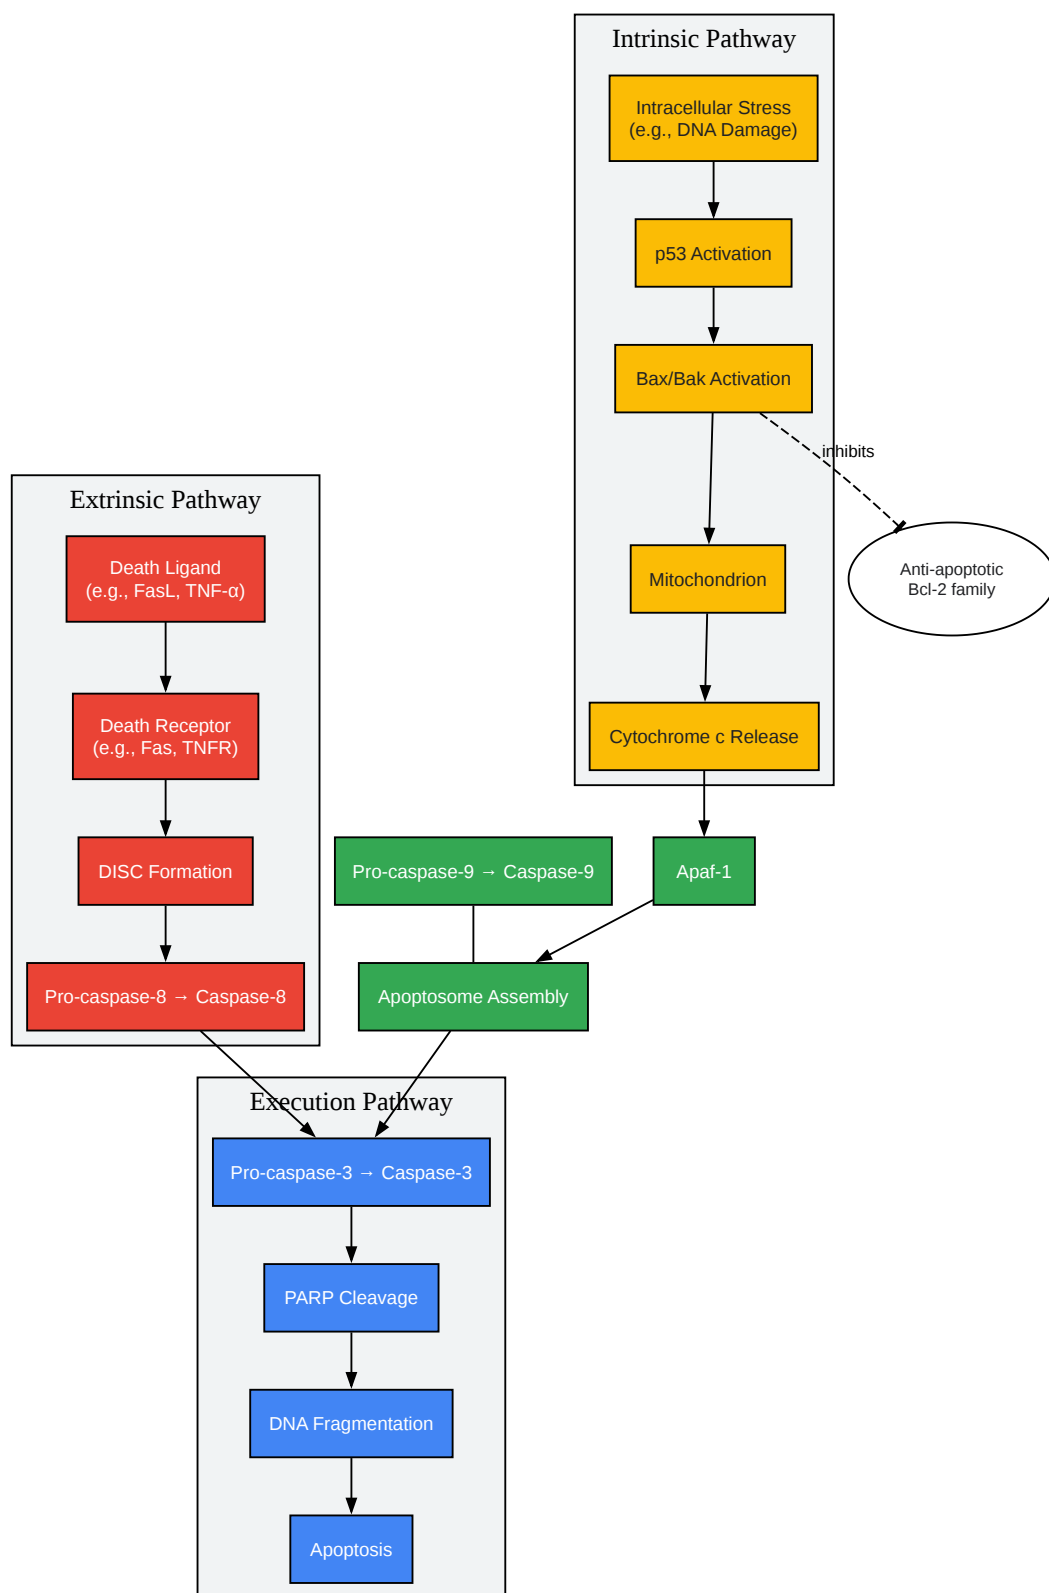 Intrinsic Pathway
Intracellular Stress
(e.g., DNA Damage)
p53 Activation
Bax/Bak Activation
inhibits
Mitochondrion
Anti-apoptotic
Bcl-2 family
Cytochrome c Release
Extrinsic Pathway
Death Ligand
(e.g., FasL, TNF-α)
Death Receptor
(e.g., Fas, TNFR)
DISC Formation
Pro-caspase-8 → Caspase-8
Pro-caspase-9 → Caspase-9
Apaf-1
Apoptosome Assembly
Execution Pathway
Pro-caspase-3 → Caspase-3
PARP Cleavage
DNA Fragmentation
Apoptosis